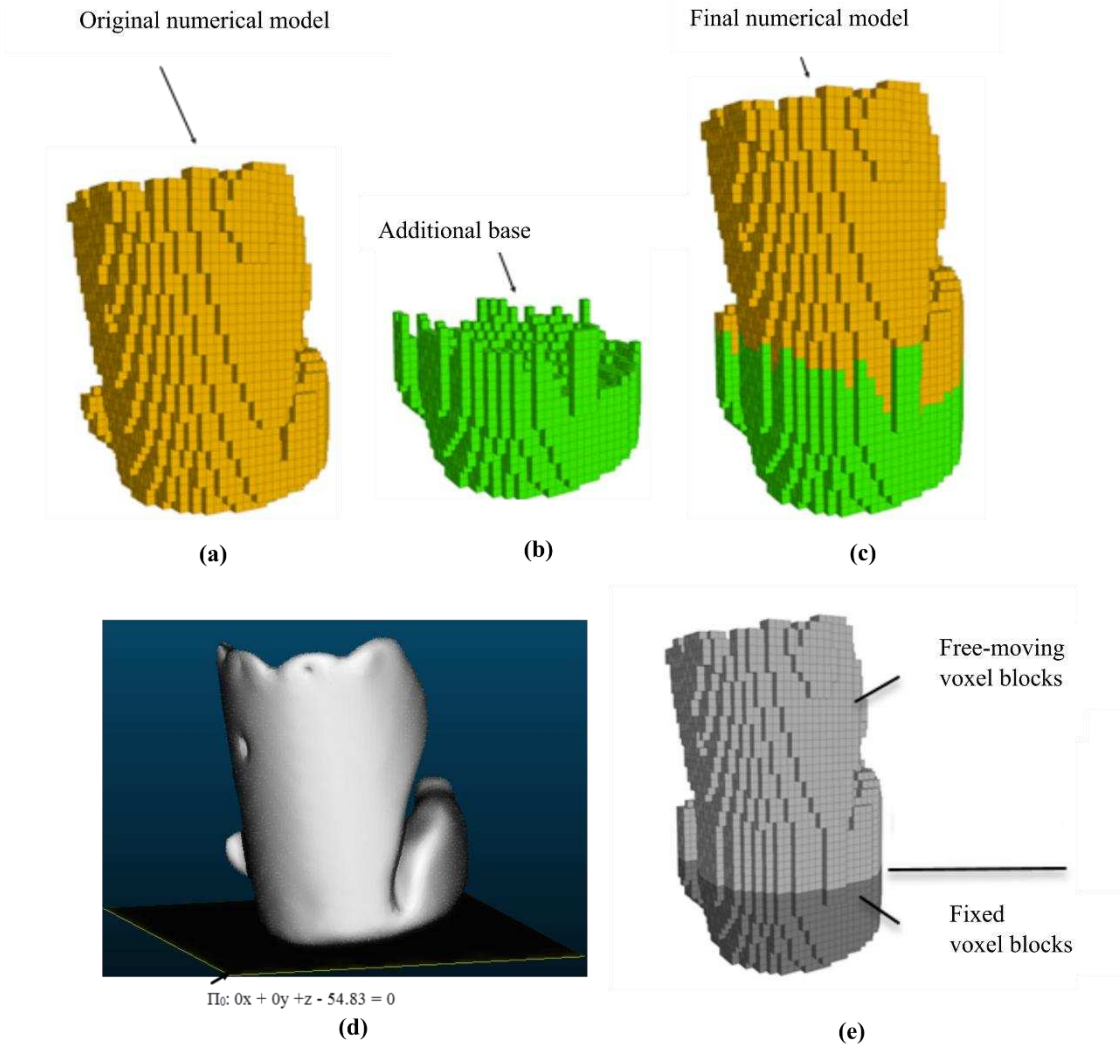 Original numerical model
Final numerical model
Additional base
(a)
(b)
(c)
Free-moving
voxel blocks
Fixed
voxel blocks
Π₀: 0x + 0y +z - 54.83 = 0
(d)
(e)